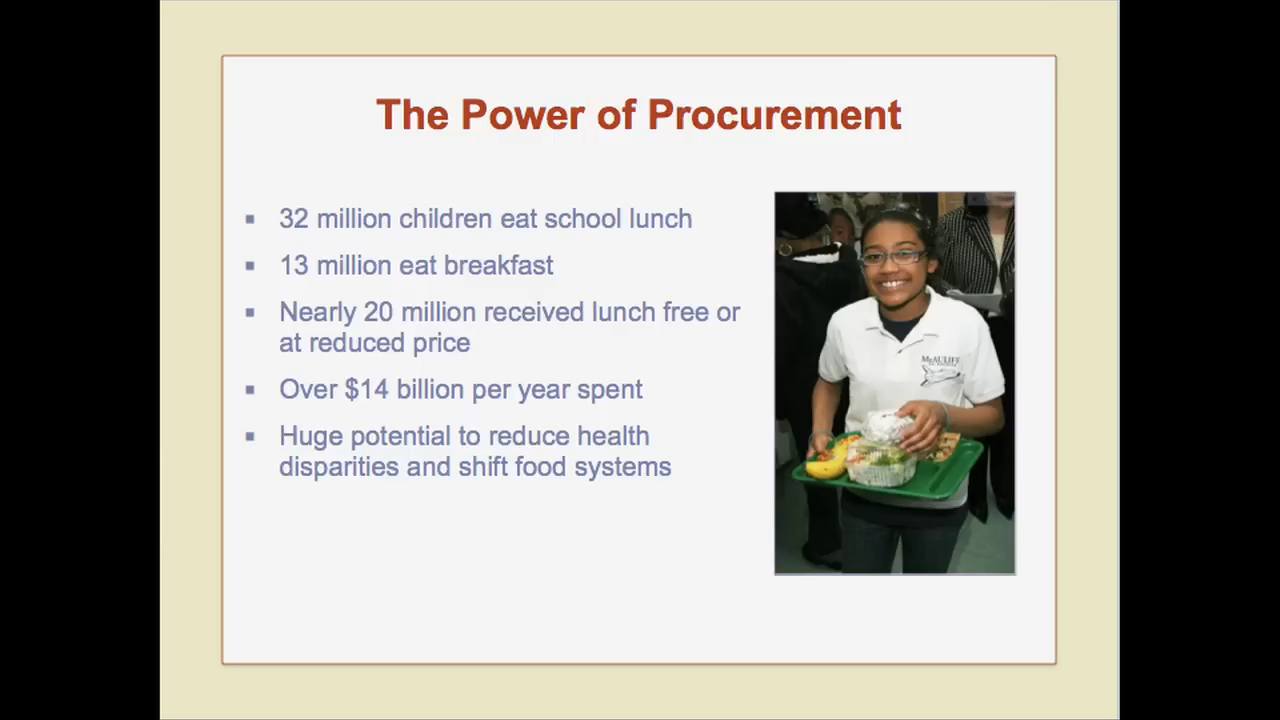 The Power of Procurement
▪ 32 million children eat school lunch
▪ 13 million eat breakfast
▪ Nearly 20 million received lunch free or
at reduced price
▪ Over $14 billion per year spent
▪ Huge potential to reduce health
disparities and shift food systems